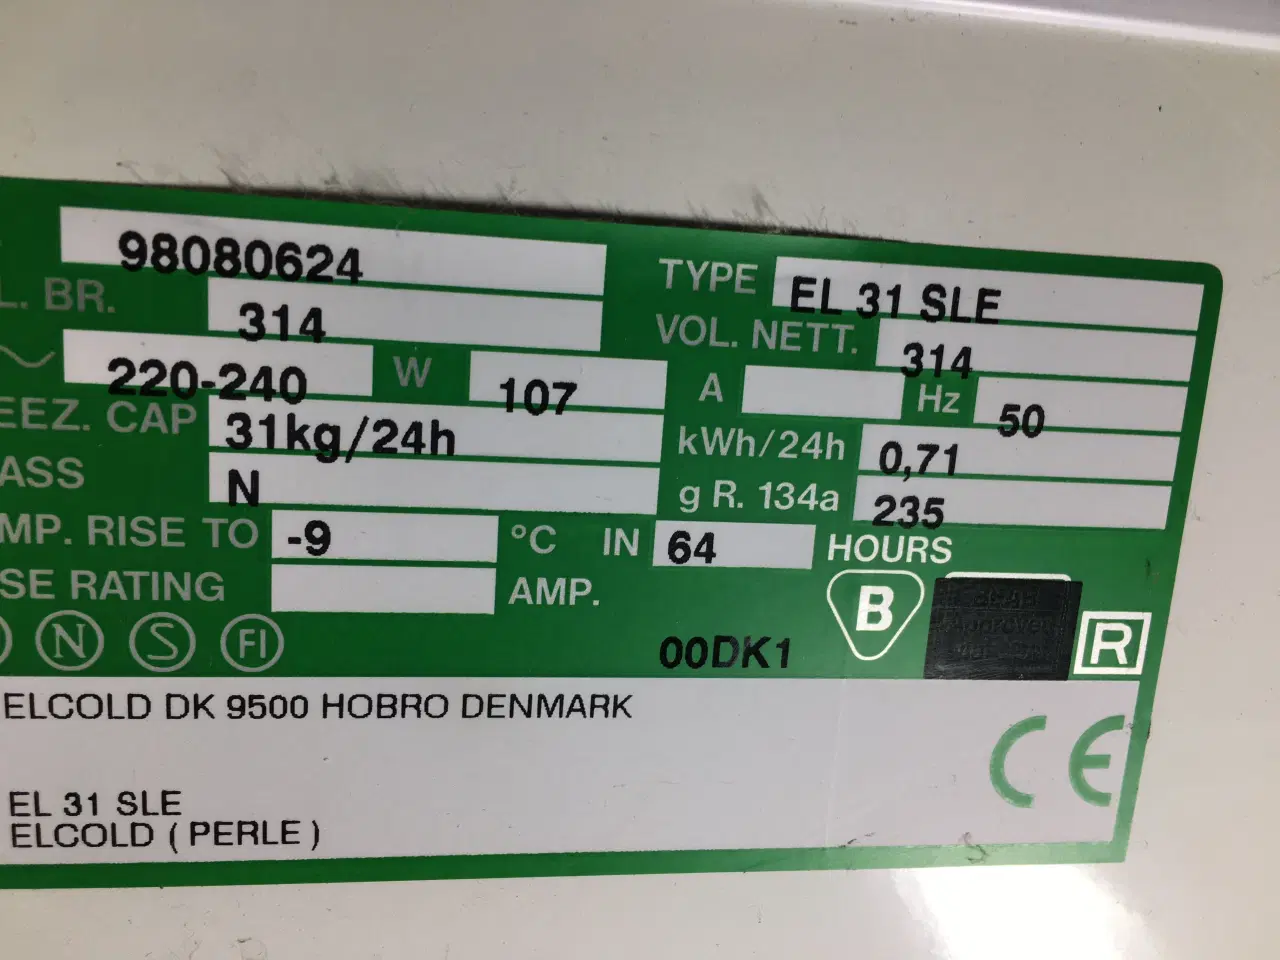 98080624
TYPE EL 31 SLE
L. BR. 314
VOL. NETT. 314
220-240 W 107
A Hz 50
EEZ. CAP 31kg/24h
kWh/24h 0,71
ASS N
g R. 134a 235
MP. RISE TO -9 °C IN 64 HOURS
SE RATING AMP.
N S FI
00DK1
B
R
ELCOLD DK 9500 HOBRO DENMARK
CE
EL 31 SLE
ELCOLD ( PERLE )